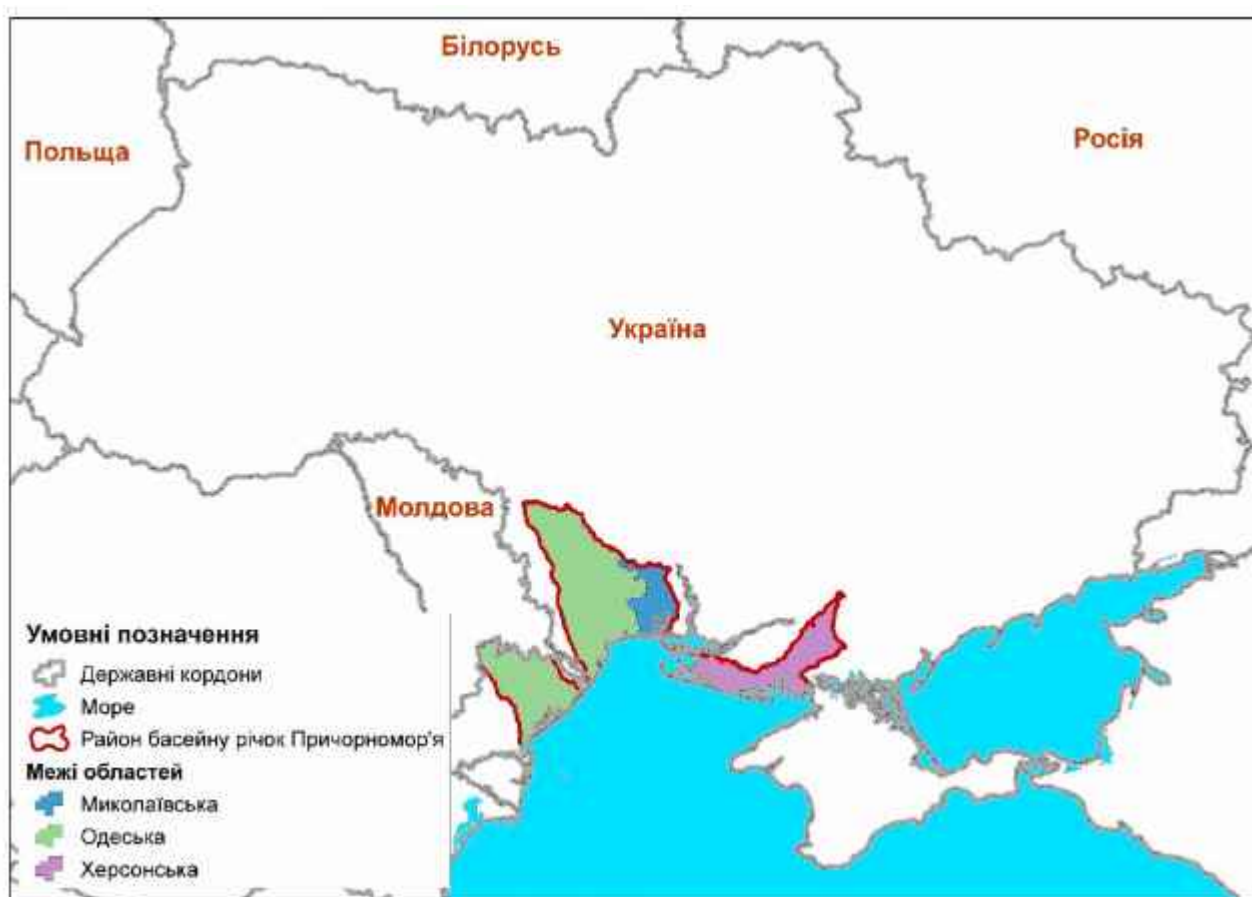 Білорусь
Польща
Росія
Україна
Молдова
Умовні позначення
Державні кордони
Море
Район басейну річок Причорномор'я
Межі областей
Миколаївська
Одеська
Херсонська